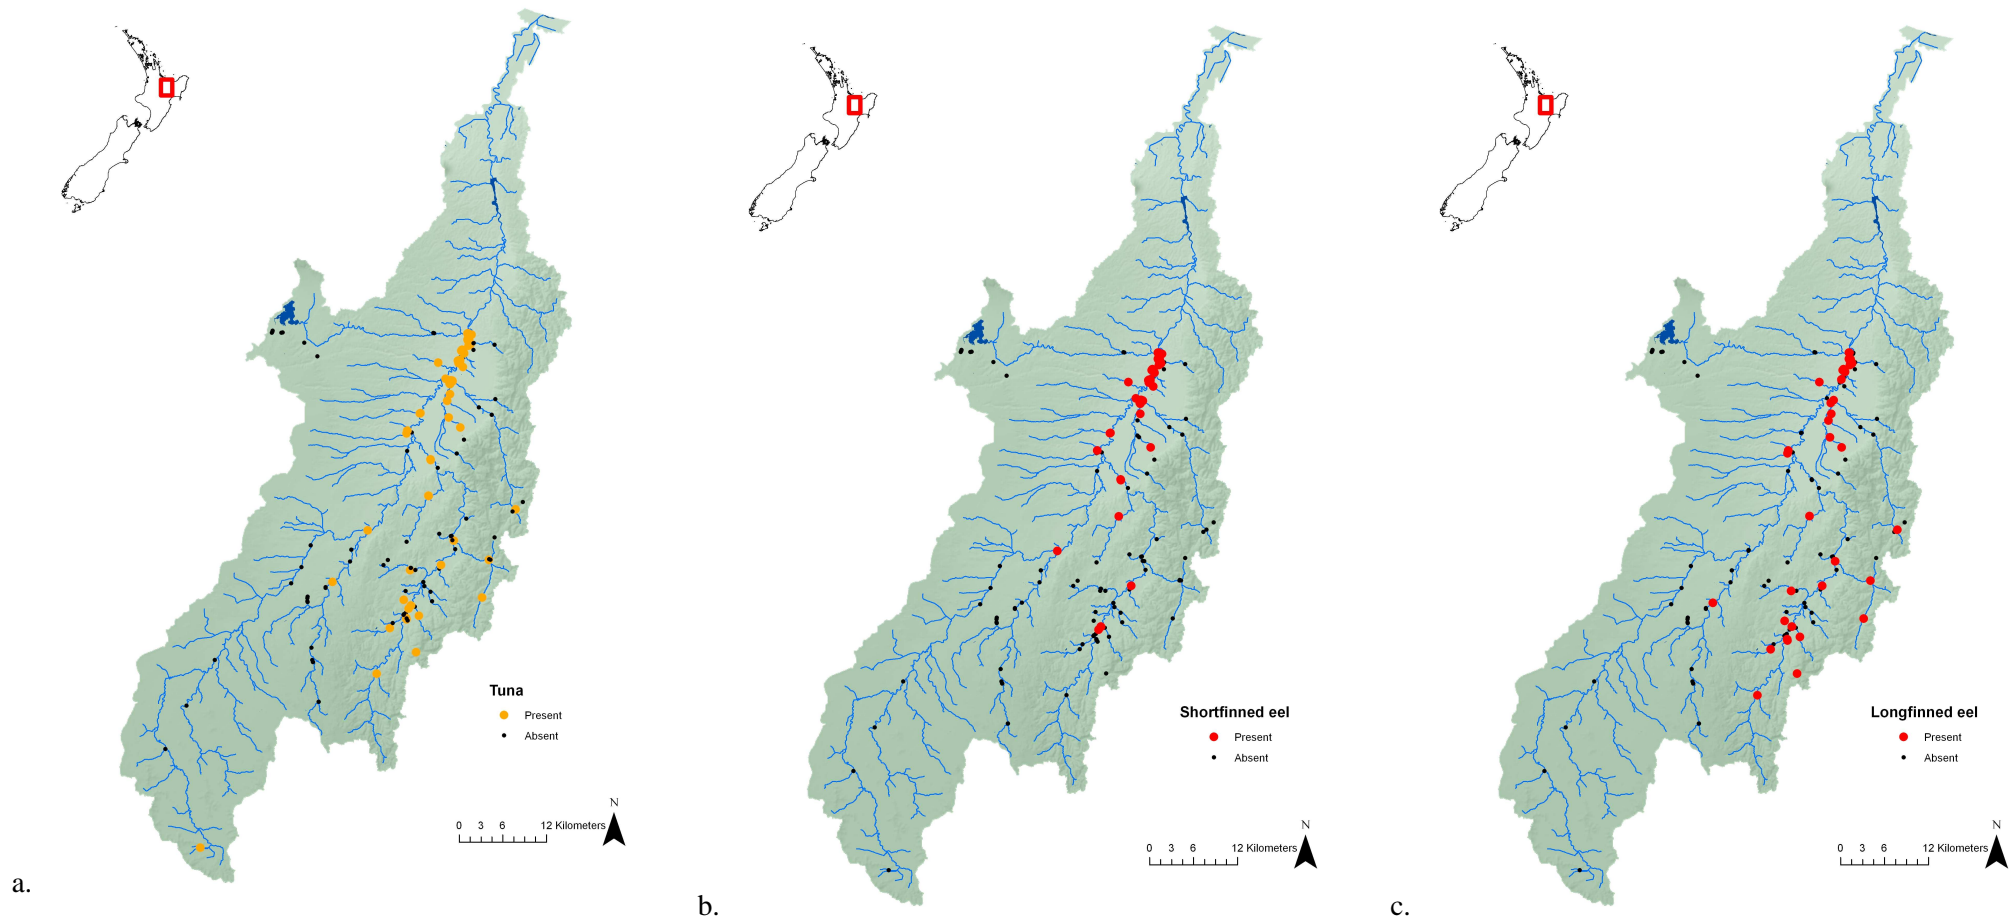 Tuna
Present
Absent
N
0 3 6 12 Kilometers
a.
Shortfinned eel
Present
Absent
N
0 3 6 12 Kilometers
b.
Longfinned eel
Present
Absent
N
0 3 6 12 Kilometers
c.